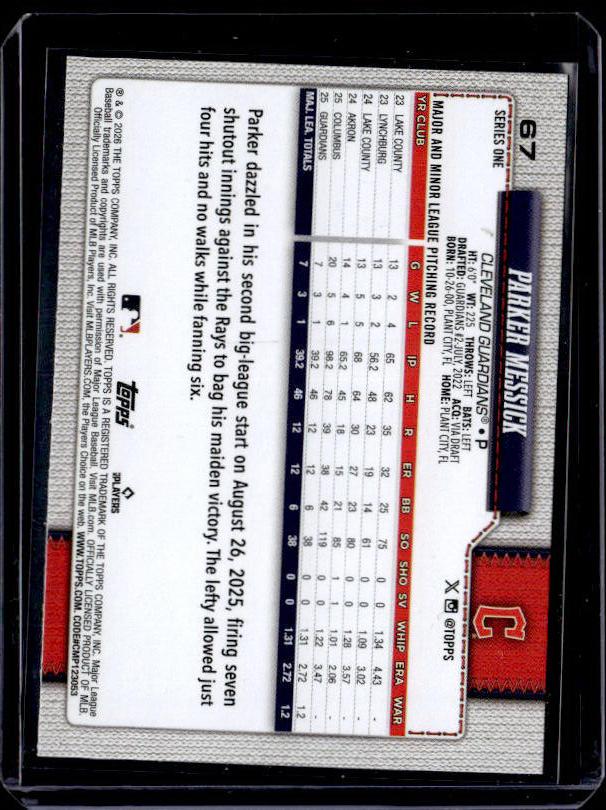 67
SERIES ONE
PARKER MESSICK
CLEVELAND GUARDIANS® • P
HT: 6'0" WT: 225 THROWS: LEFT BATS: LEFT
DRAFTED: GUARDIANS #2-JULY, 2022 ACQ: VIA DRAFT
BORN: 10-26-00, PLANT CITY, FL HOME: PLANT CITY, FL
C
@TOPPS
MAJOR AND MINOR LEAGUE PITCHING RECORD
YR CLUB G W L IP H R ER BB SO SHO SV WHIP ERA WAR
23 LAKE COUNTY 13 2 4 65 62 35 32 25 75 0 0 1.34 4.43 -
23 LYNCHBURG 13 3 2 56.2 48 23 19 14 61 0 0 1.09 3.02 -
24 LAKE COUNTY 13 5 5 68 64 30 27 23 80 0 0 1.28 3.57 -
24 AKRON 14 4 1 65.2 45 18 15 21 85 1 1 1.01 2.06 -
25 COLUMBUS 20 5 6 98.2 78 39 38 42 119 0 0 1.22 3.47 -
25 GUARDIANS 7 3 1 39.2 46 12 12 6 38 0 0 1.31 2.72 1.2
MAJ. LEA. TOTALS 7 3 1 39.2 46 12 12 6 38 0 0 1.31 2.72 1.2
Parker dazzled in his second big-league start on August 26, 2025, firing seven
shutout innings against the Rays to bag his maiden victory. The lefty allowed just
four hits and no walks while fanning six.
topps®
PLAYERS
® & © 2026 THE TOPPS COMPANY, INC. ALL RIGHTS RESERVED. TOPPS IS A REGISTERED TRADEMARK OF THE TOPPS COMPANY, INC. Major League
Baseball trademarks and copyrights are used with permission of Major League Baseball. Visit MLB.com. OFFICIALLY LICENSED PRODUCT OF MLB
Officially Licensed Product of MLB Players, Inc. Visit MLBPLAYERS.COM, the Players Choice on the web. WWW.TOPPS.COM. CODE#CMP123053